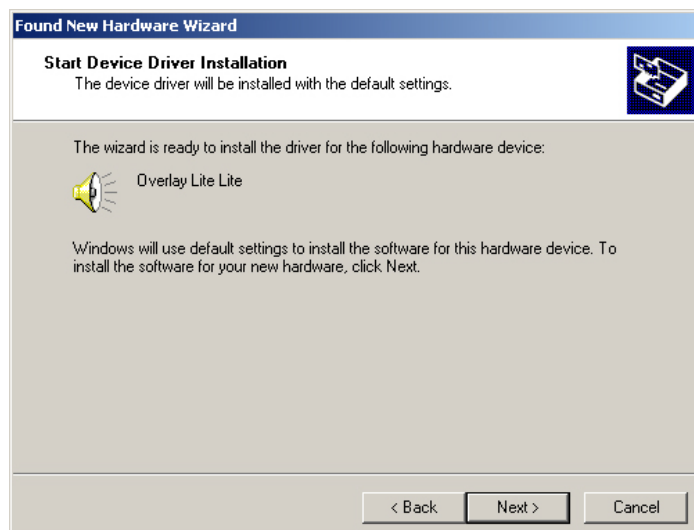 Found New Hardware Wizard
Start Device Driver Installation
The device driver will be installed with the default settings.
The wizard is ready to install the driver for the following hardware device:
Overlay Lite Lite
Windows will use default settings to install the software for this hardware device. To
install the software for your new hardware, click Next.
< Back Next > Cancel